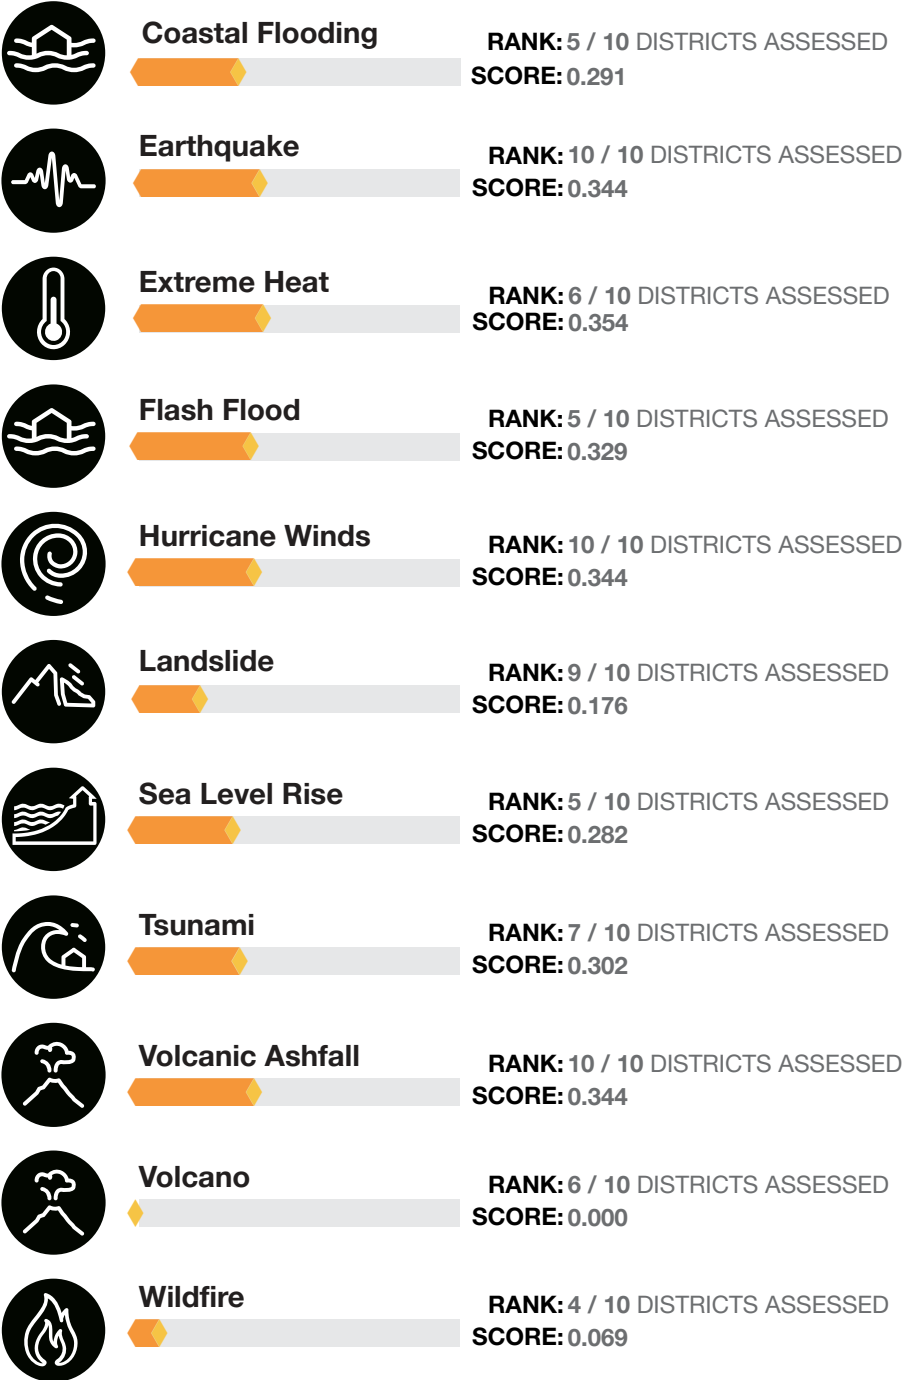 Coastal Flooding
RANK: 5 / 10 DISTRICTS ASSESSED
SCORE: 0.291
Earthquake
RANK: 10 / 10 DISTRICTS ASSESSED
SCORE: 0.344
Extreme Heat
RANK: 6 / 10 DISTRICTS ASSESSED
SCORE: 0.354
Flash Flood
RANK: 5 / 10 DISTRICTS ASSESSED
SCORE: 0.329
Hurricane Winds
RANK: 10 / 10 DISTRICTS ASSESSED
SCORE: 0.344
Landslide
RANK: 9 / 10 DISTRICTS ASSESSED
SCORE: 0.176
Sea Level Rise
RANK: 5 / 10 DISTRICTS ASSESSED
SCORE: 0.282
Tsunami
RANK: 7 / 10 DISTRICTS ASSESSED
SCORE: 0.302
Volcanic Ashfall
RANK: 10 / 10 DISTRICTS ASSESSED
SCORE: 0.344
Volcano
RANK: 6 / 10 DISTRICTS ASSESSED
SCORE: 0.000
Wildfire
RANK: 4 / 10 DISTRICTS ASSESSED
SCORE: 0.069